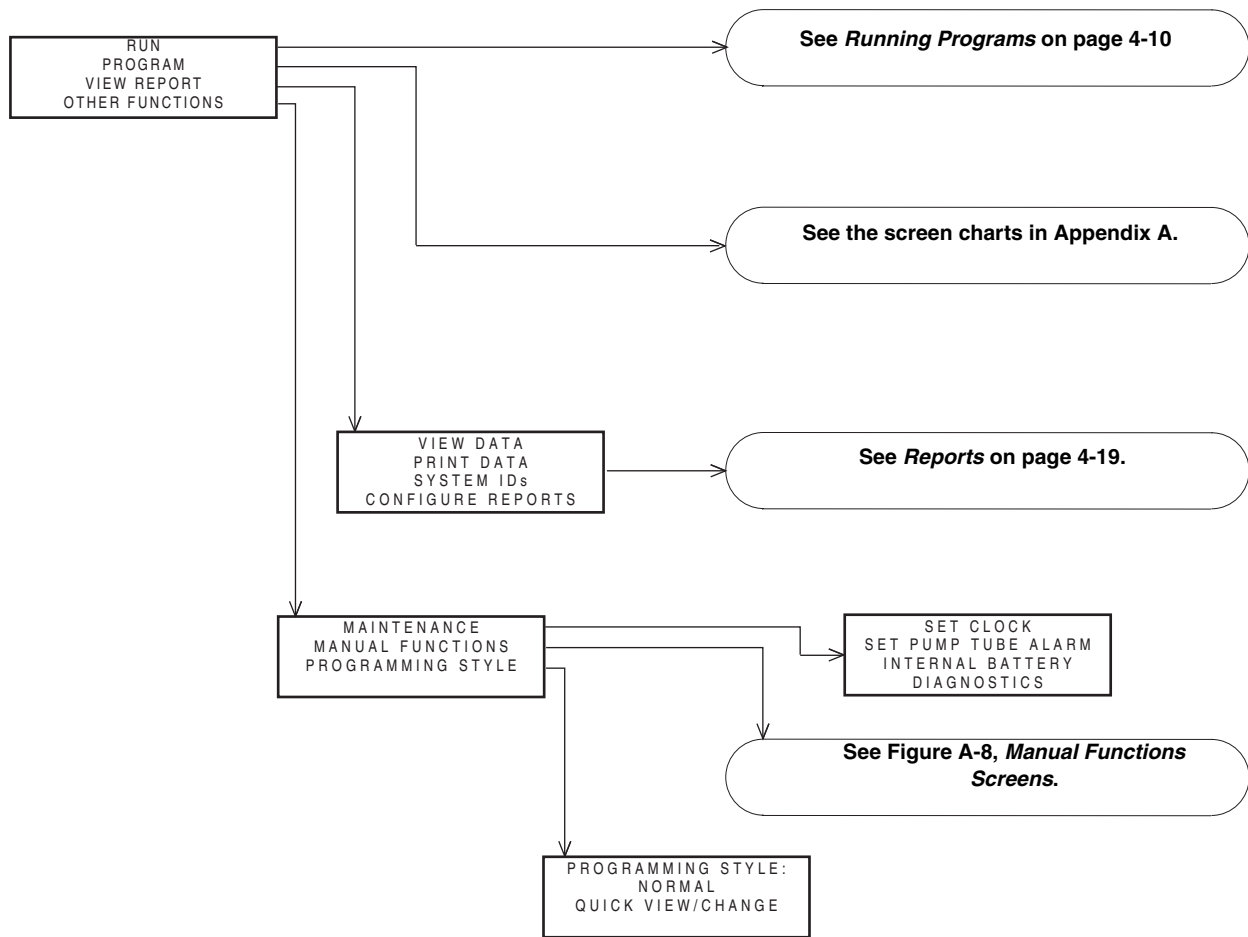 RUN
PROGRAM
VIEW REPORT
OTHER FUNCTIONS
See Running Programs on page 4-10
See the screen charts in Appendix A.
VIEW DATA
PRINT DATA
SYSTEM IDs
CONFIGURE REPORTS
See Reports on page 4-19.
MAINTENANCE
MANUAL FUNCTIONS
PROGRAMMING STYLE
SET CLOCK
SET PUMP TUBE ALARM
INTERNAL BATTERY
DIAGNOSTICS
See Figure A-8, Manual Functions
Screens.
PROGRAMMING STYLE:
NORMAL
QUICK VIEW/CHANGE